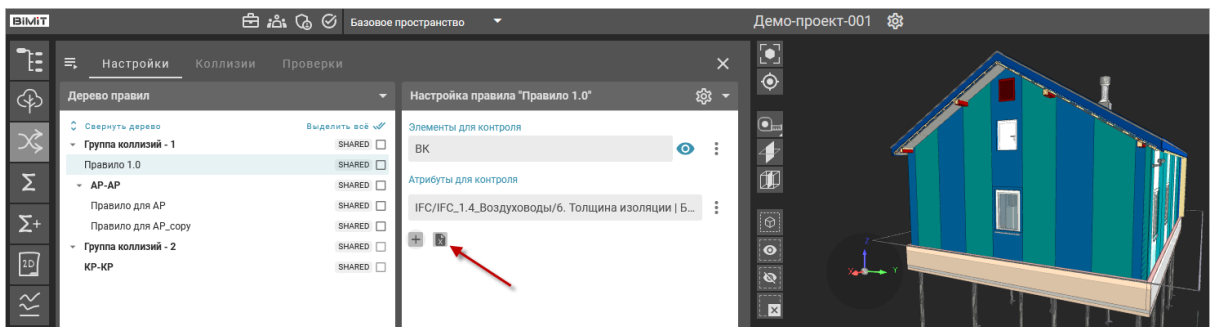 BIMiT
Базовое пространство
Демо-проект-001
Настройки Коллизии Проверки
Дерево правил
Свернуть дерево Выделить всё
Группа коллизий - 1 SHARED
Правило 1.0 SHARED
АР-АР SHARED
Правило для АР SHARED
Правило для АР_copy SHARED
Группа коллизий - 2 SHARED
КР-КР SHARED
Настройка правила "Правило 1.0"
Элементы для контроля
ВК
Атрибуты для контроля
IFC/IFC_1.4_Воздуховоды/6. Толщина изоляции | Б...
Σ
Σ+
2D
Z
X
Y